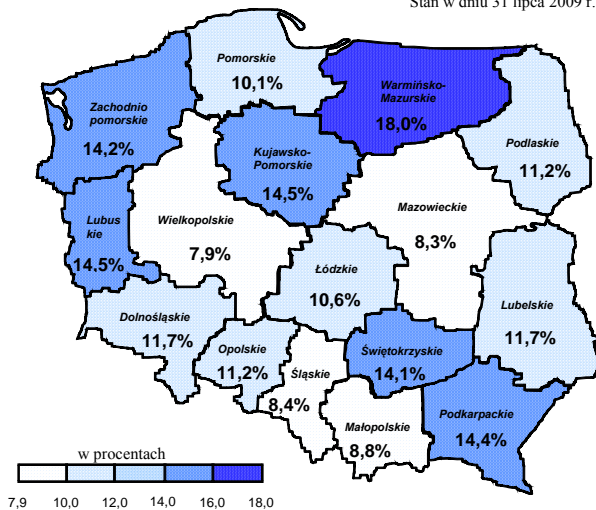 Stan w dniu 31 lipca 2009 r.
Pomorskie
10,1%
Warmińsko-
Mazurskie
18,0%
Zachodnio
pomorskie
14,2%
Podlaskie
11,2%
Kujawsko-
Pomorskie
14,5%
Lubus
kie
14,5%
Wielkopolskie
7,9%
Mazowieckie
8,3%
Łódzkie
10,6%
Lubelskie
11,7%
Dolnośląskie
11,7%
Opolskie
11,2%
Śląskie
8,4%
Świętokrzyskie
14,1%
Małopolskie
8,8%
Podkarpackie
14,4%
w procentach
7,9 10,0 12,0 14,0 16,0 18,0